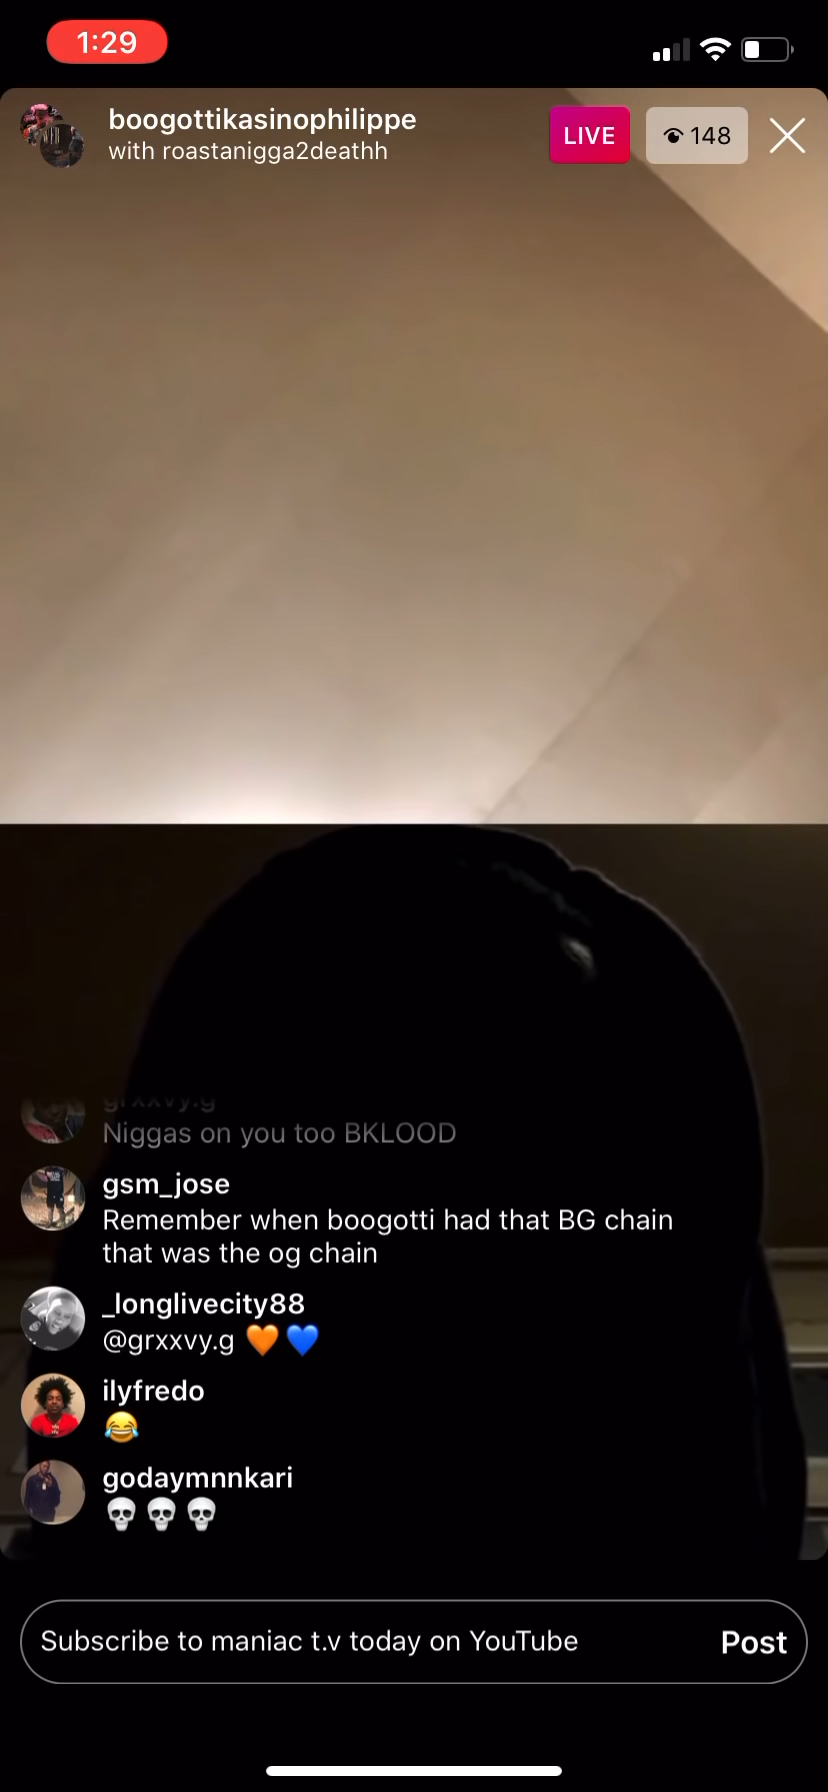 1:29
boogottikasinophilippe
with roastanigga2deathh
LIVE
148
grxxvy.g
Niggas on you too BKLOOD
gsm_jose
Remember when boogotti had that BG chain
that was the og chain
_longlivecity88
@grxxvy.g 🧡💙
ilyfredo
😂
godaymnnkari
💀💀💀
Subscribe to maniac t.v today on YouTube
Post